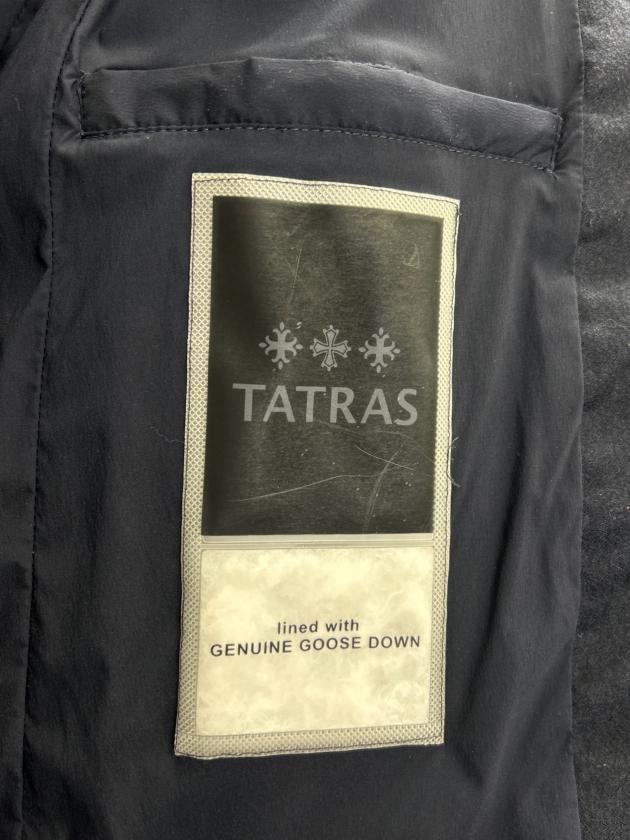 TATRAS
lined with
GENUINE GOOSE DOWN